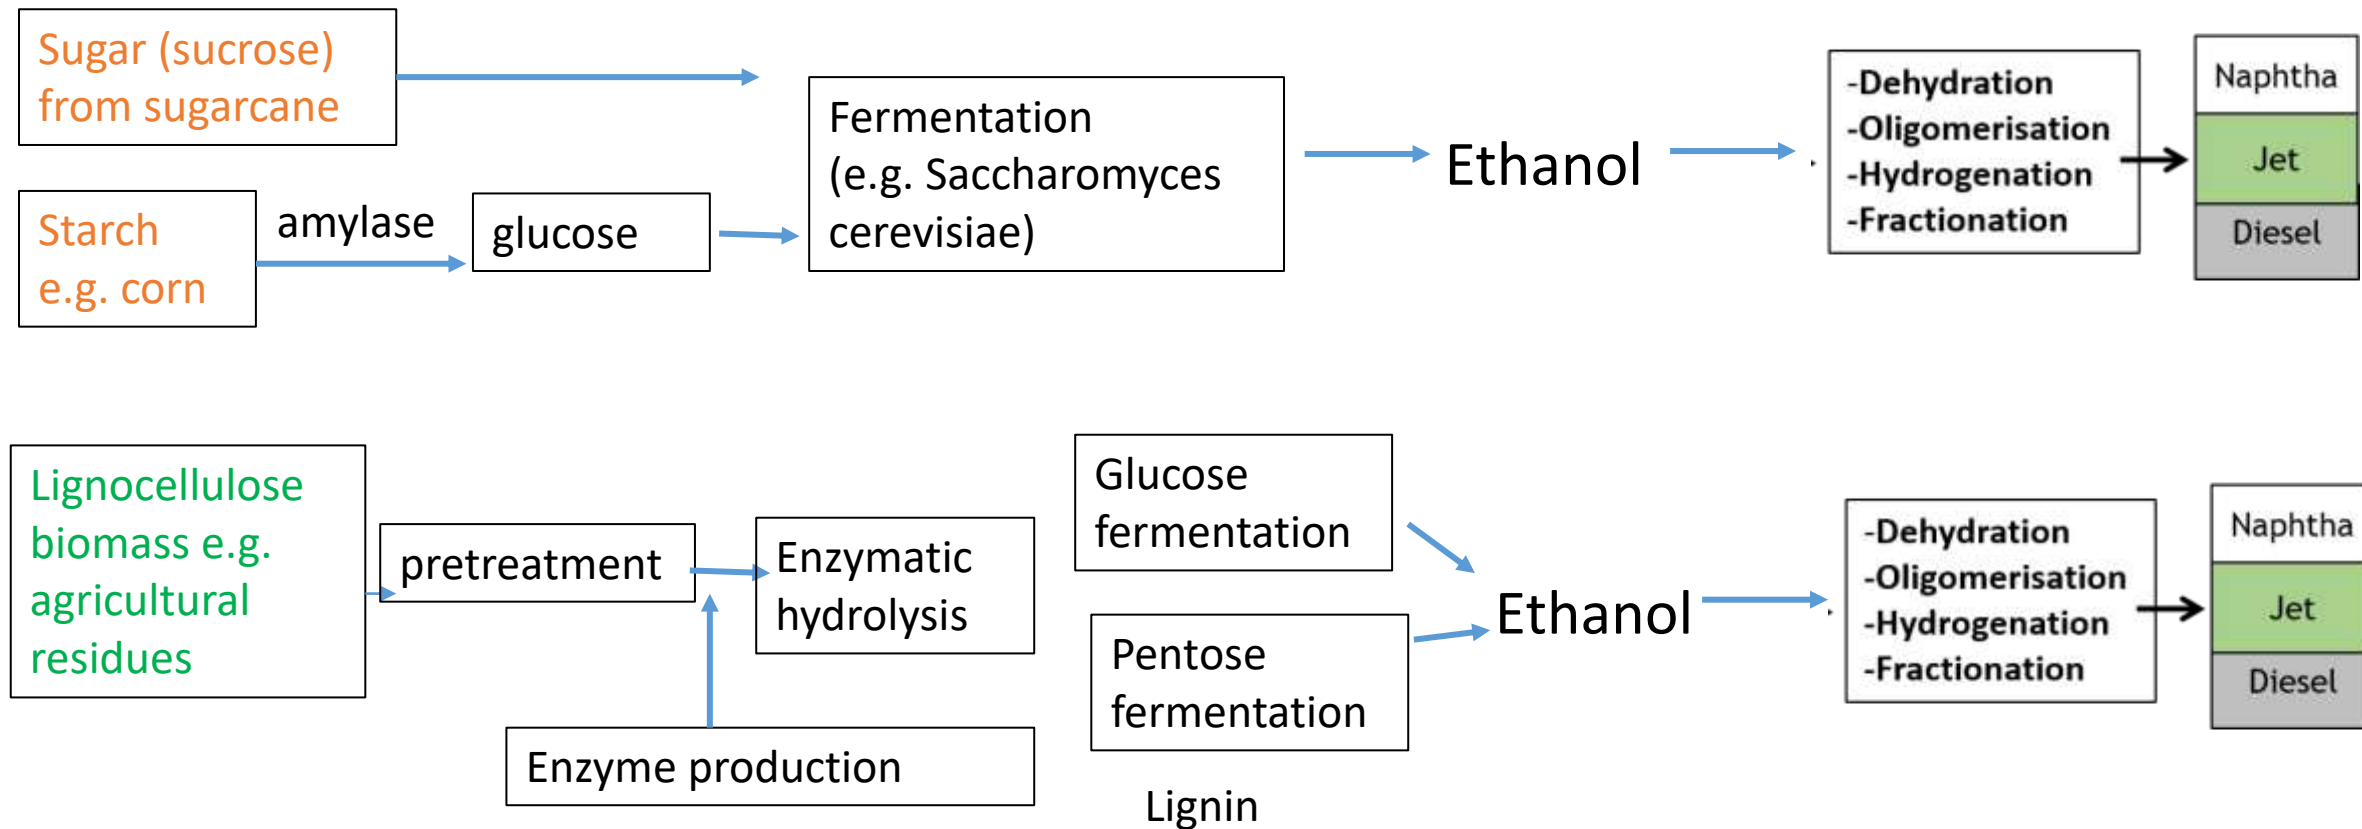 Sugar (sucrose)
from sugarcane
Starch
e.g. corn
amylase
glucose
Fermentation
(e.g. Saccharomyces
cerevisiae)
Ethanol
-Dehydration
-Oligomerisation
-Hydrogenation
-Fractionation
Naphtha
Jet
Diesel
Lignocellulose
biomass e.g.
agricultural
residues
pretreatment
Enzymatic
hydrolysis
Enzyme production
Glucose
fermentation
Pentose
fermentation
Lignin
Ethanol
-Dehydration
-Oligomerisation
-Hydrogenation
-Fractionation
Naphtha
Jet
Diesel